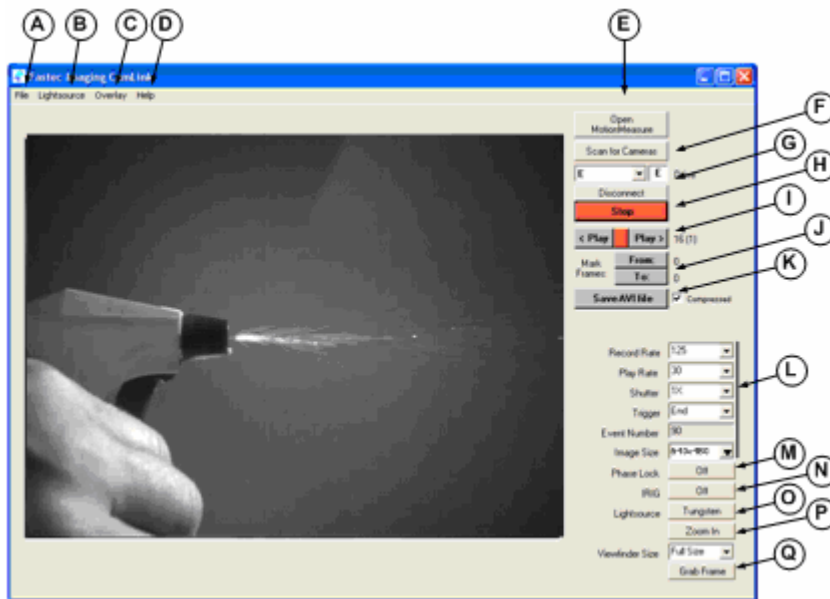 A B C D E
Fastec Imaging CamLink
File Lightsource Overlay Help
Open
MotionMeasure
F
Scan for Cameras
G
E E
H
Disconnect
Stop
I
< Play Play > 16 (1)
J
Mark
Frames:
From: 0
To: 0
K
Save AVI file Compressed
Record Rate 125
Play Rate 30
L
Shutter 1X
Trigger End
Event Number 90
Image Size 640x480
M
Phase Lock Off
N
IRIG Off
O
Lightsource Tungsten
P
Zoom In
Viewfinder Size Full Size
Q
Grab Frame